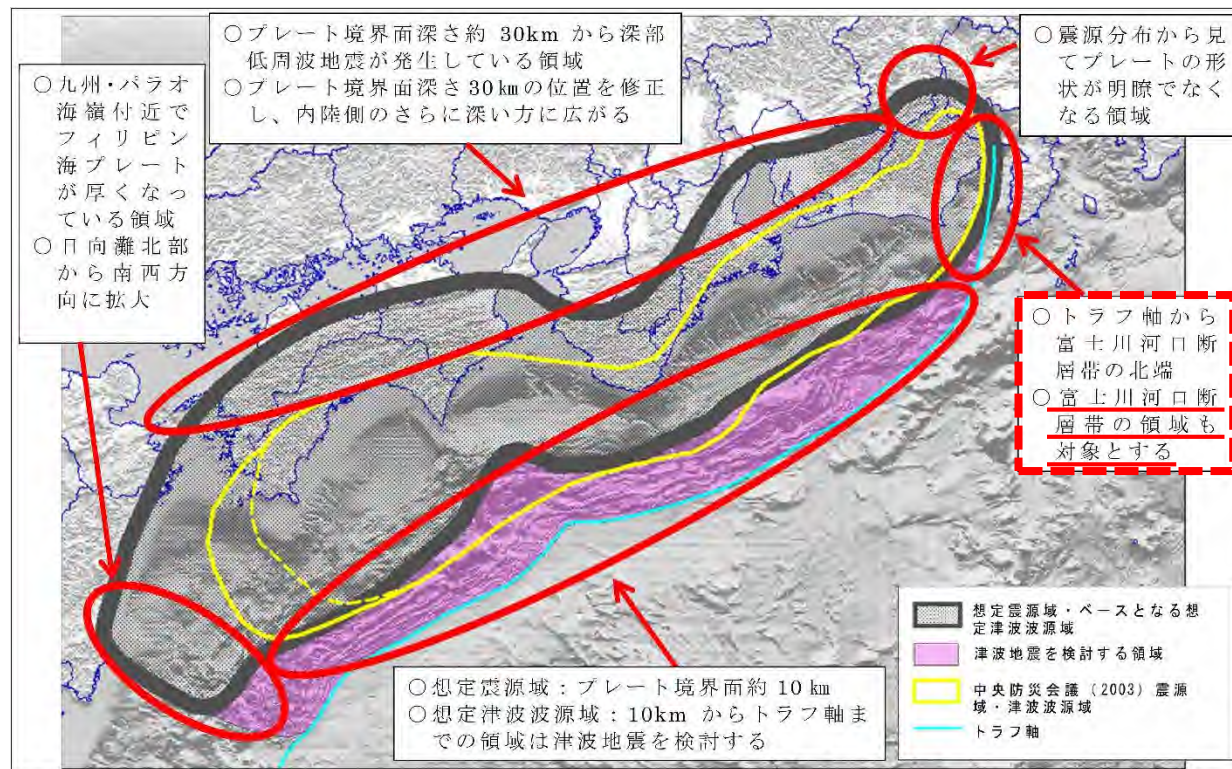 ○プレート境界面深さ約 30km から深部
低周波地震が発生している領域
○プレート境界面深さ30㎞の位置を修正
し、内陸側のさらに深い方に広がる
○震源分布から見
てプレートの形
状が明瞭でなく
なる領域
○九州・パラオ
海嶺付近で
フィリピン
海プレート
が厚くなっ
ている領域
○日向灘北部
から南西方
向に拡大
○トラフ軸から
富士川河口断
層帯の北端
○富士川河口断
層帯の領域も
対象とする
○想定震源域：プレート境界面約 10 ㎞
○想定津波波源域：10km からトラフ軸ま
での領域は津波地震を検討する
想定震源域・ベースとなる想
定津波波源域
津波地震を検討する領域
中央防災会議（2003）震源
域・津波波源域
トラフ軸